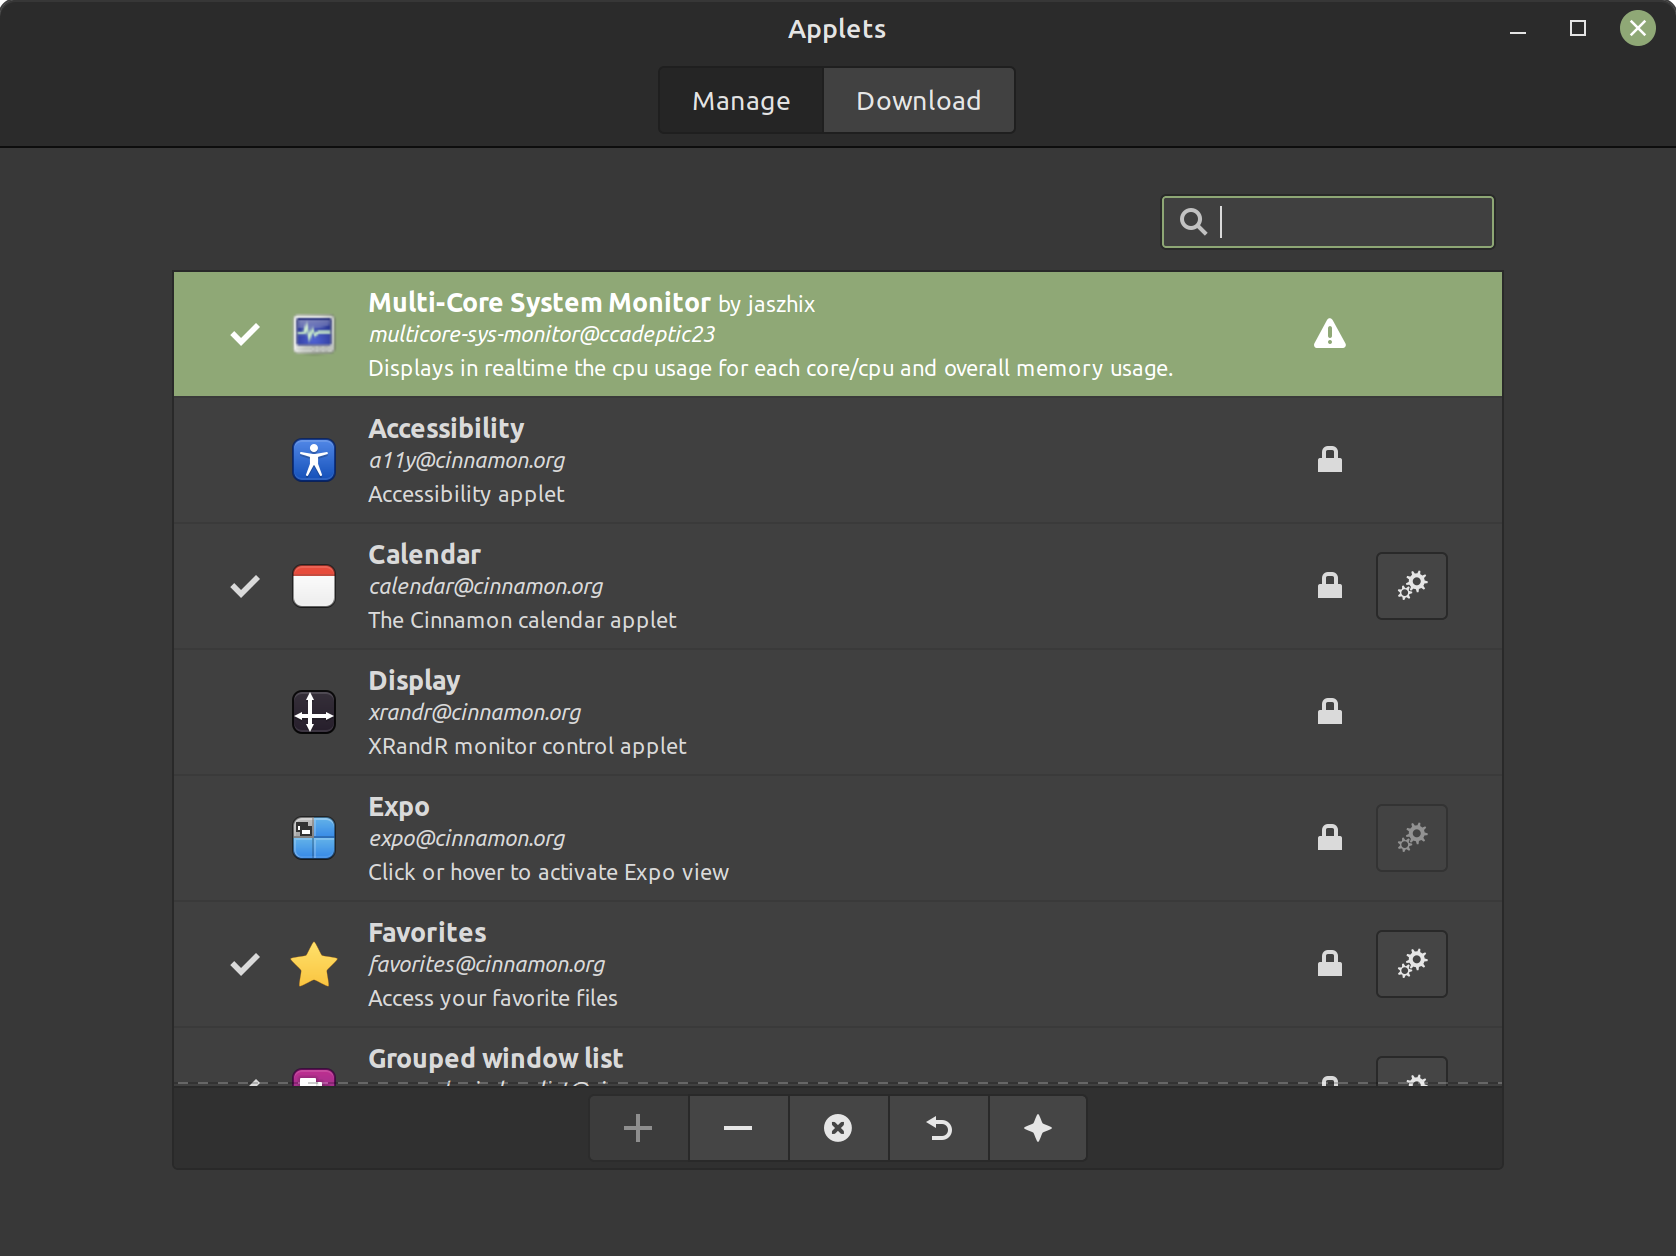 Applets
Manage
Download
Multi-Core System Monitor by jaszhix
multicore-sys-monitor@ccadeptic23
Displays in realtime the cpu usage for each core/cpu and overall memory usage.
Accessibility
a11y@cinnamon.org
Accessibility applet
Calendar
calendar@cinnamon.org
The Cinnamon calendar applet
Display
xrandr@cinnamon.org
XRandR monitor control applet
Expo
expo@cinnamon.org
Click or hover to activate Expo view
Favorites
favorites@cinnamon.org
Access your favorite files
Grouped window list